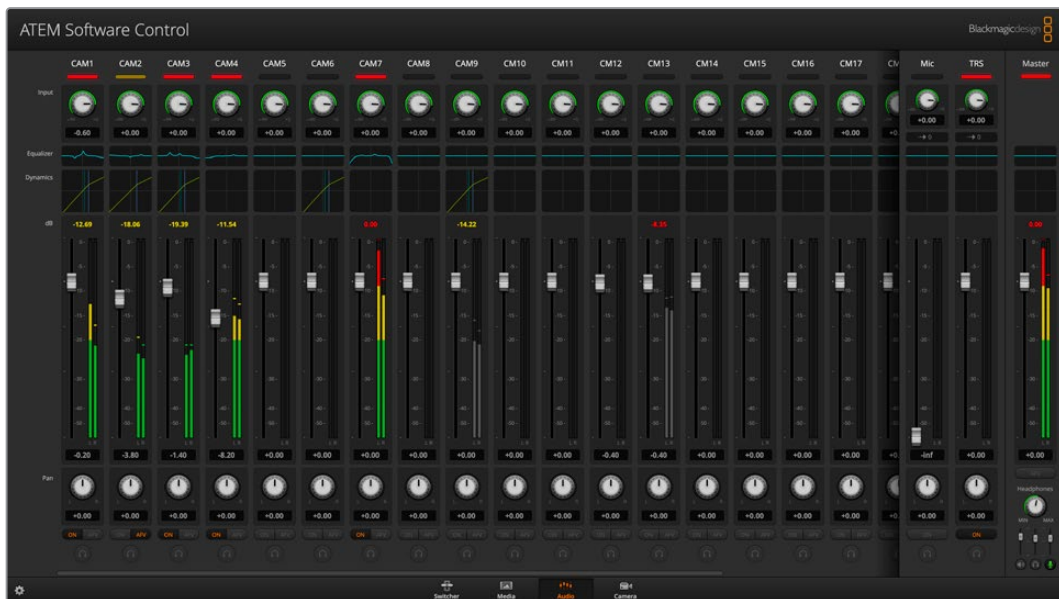 ATEM Software Control
Blackmagicdesign
CAM1 CAM2 CAM3 CAM4 CAM5 CAM6 CAM7 CAM8 CAM9 CM10 CM11 CM12 CM13 CM14 CM15 CM16 CM17 CM Mic TRS Master
Input
-0.60 +0.00 +0.00 +0.00 +0.00 +0.00 +0.00 +0.00 +0.00 +0.00 +0.00 +0.00 +0.00 +0.00 +0.00 +0.00 +0.00 +0. +0.00 +0.00
Equalizer
Dynamics
dB -12.69 -18.06 -19.39 -11.54 0.00 -14.22 -4.35 0.00
-0.20 -3.80 -1.40 -8.20 +0.00 +0.00 +0.00 +0.00 +0.00 +0.00 +0.00 -0.40 -0.40 +0.00 +0.00 +0.00 +0.00 +0. -inf +0.00 +0.00
Pan
Headphones
MIN MAX
+0.00 +0.00 +0.00 +0.00 +0.00 +0.00 +0.00 +0.00 +0.00 +0.00 +0.00 +0.00 +0.00 +0.00 +0.00 +0.00 +0.00 +0. +0.00 +0.00
ON AFV ON ON ON ON
Switcher Media Audio Camera